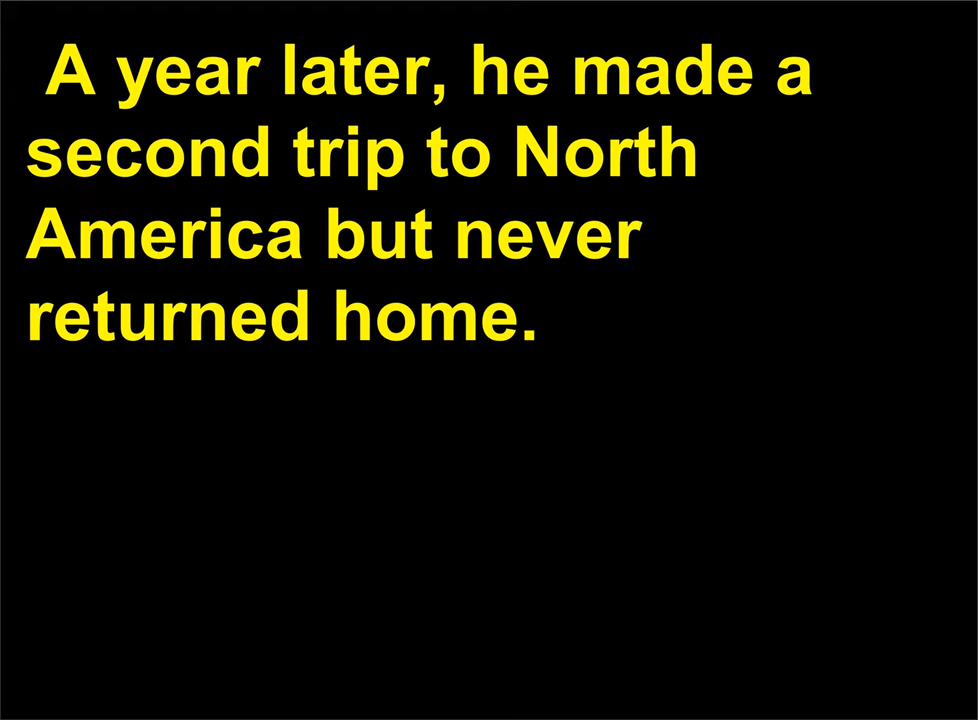 A year later, he made a
second trip to North
America but never
returned home.